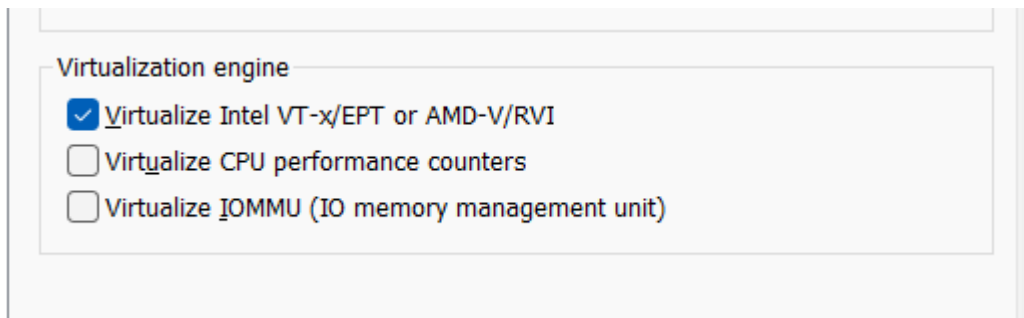 Virtualization engine
Virtualize Intel VT-x/EPT or AMD-V/RVI
Virtualize CPU performance counters
Virtualize IOMMU (IO memory management unit)